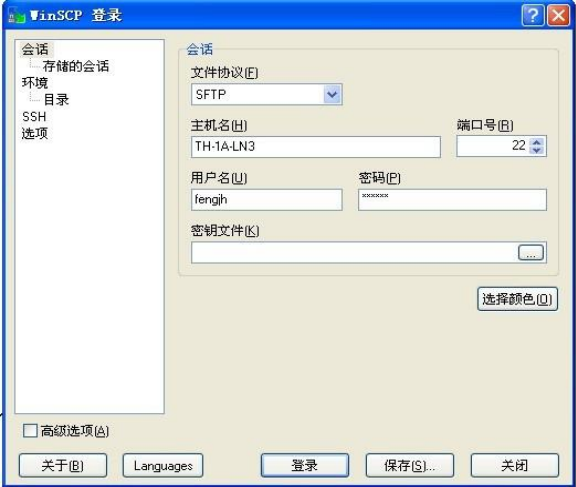 WinSCP 登录
会话
存储的会话
环境
目录
SSH
选项
会话
文件协议(F)
SFTP
主机名(H) 端口号(R)
TH-1A-LN3 22
用户名(U) 密码(P)
fengjh ******
密钥文件(K)
...
选择颜色(O)
高级选项(A)
关于(B) Languages 登录 保存(S)... 关闭